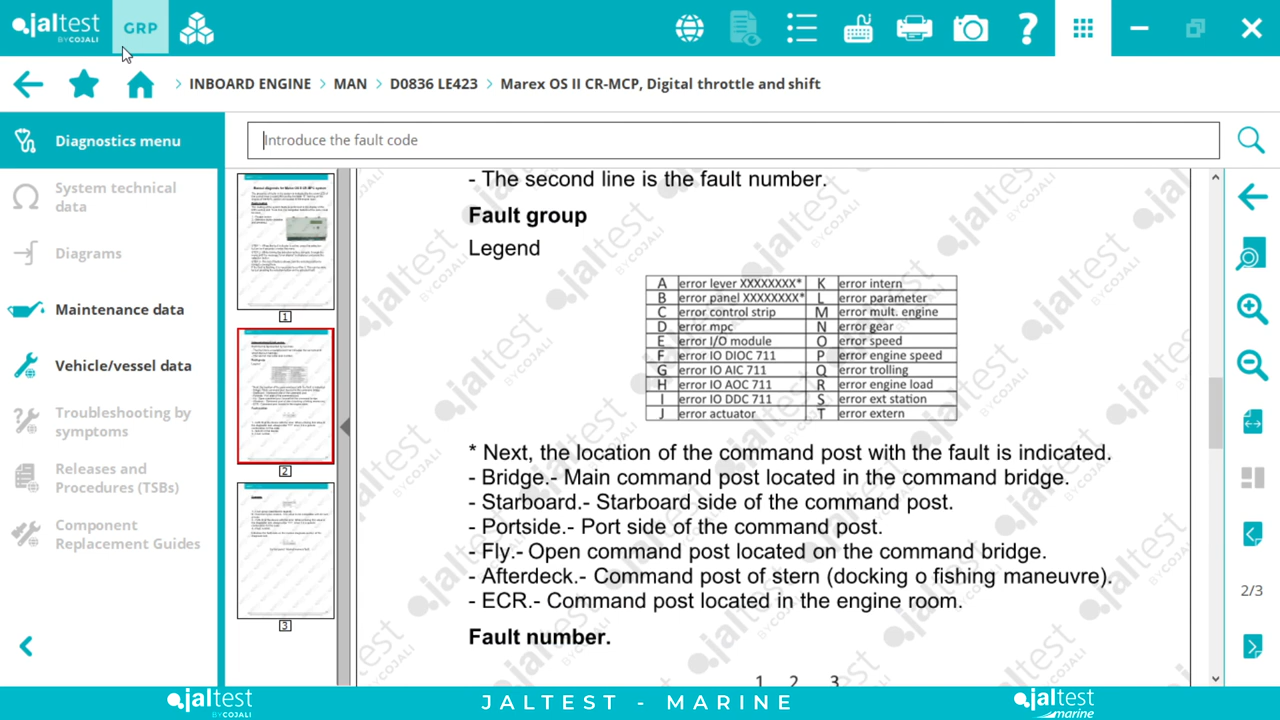 jaltest
BY COJALI
GRP
INBOARD ENGINE > MAN > D0836 LE423 > Marex OS II CR-MCP, Digital throttle and shift
Diagnostics menu
Introduce the fault code
System technical
data
Diagrams
Maintenance data
Vehicle/vessel data
Troubleshooting by
symptoms
Releases and
Procedures (TSBs)
Component
Replacement Guides
1
2
3
- The second line is the fault number.
Fault group
Legend
A error lever XXXXXXXX* K error intern
B error panel XXXXXXXX* L error parameter
C error control strip M error mult. engine
D error mpc N error gear
E error I/O module O error speed
F error IO DIOC 711 P error engine speed
G error IO AIC 711 Q error trolling
H error IO AOC 711 R error engine load
I error IO DDC 711 S error ext station
J error actuator T error extern
* Next, the location of the command post with the fault is indicated.
- Bridge.- Main command post located in the command bridge.
- Starboard.- Starboard side of the command post.
- Portside.- Port side of the command post.
- Fly.- Open command post located on the command bridge.
- Afterdeck.- Command post of stern (docking o fishing maneuvre).
- ECR.- Command post located in the engine room.
Fault number.
1 2 3
2/3
jaltest
BY COJALI
JALTEST - MARINE
jaltest
marine